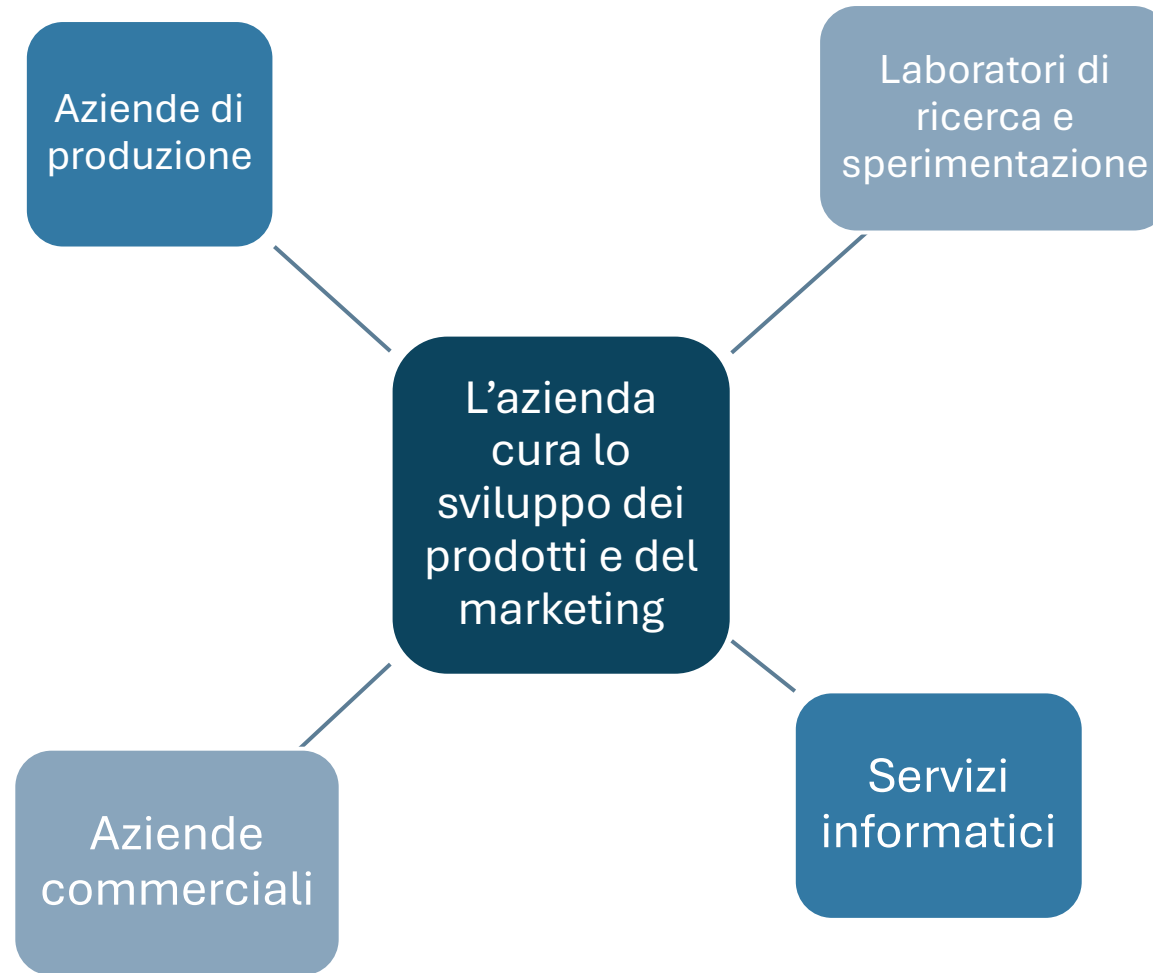 Aziende di
produzione
Laboratori di
ricerca e
sperimentazione
L’azienda
cura lo
sviluppo dei
prodotti e del
marketing
Aziende
commerciali
Servizi
informatici